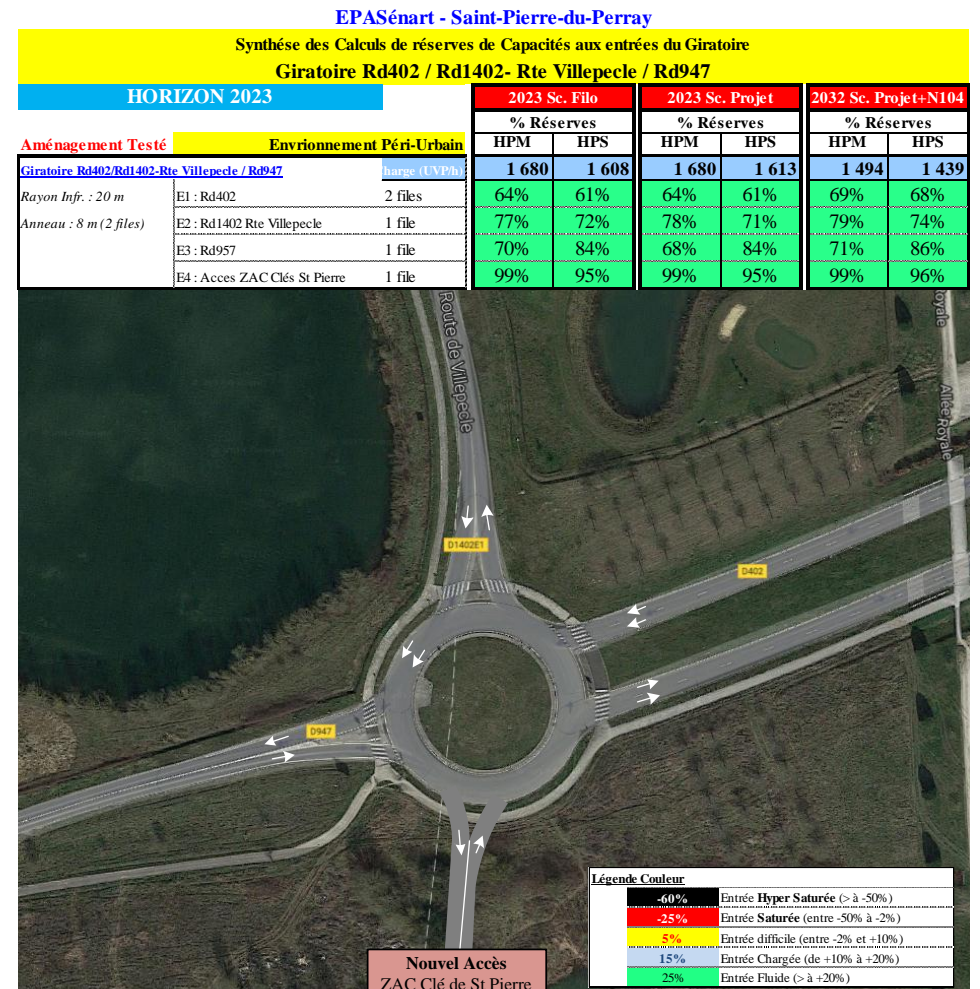 EPASénart - Saint-Pierre-du-Perray
Synthése des Calculs de réserves de Capacités aux entrées du Giratoire
Giratoire Rd402 / Rd1402- Rte Villepecle / Rd947
HORIZON 2023 2023 Sc. Filo 2023 Sc. Projet 2032 Sc. Projet+N104
% Réserves % Réserves % Réserves
Aménagement Testé Envrionnement Péri-Urbain HPM HPS HPM HPS HPM HPS
Giratoire Rd402/Rd1402-Rte Villepecle / Rd947 harge (UVP/h) 1 680 1 608 1 680 1 613 1 494 1 439
Rayon Infr. : 20 m E1 : Rd402 2 files 64% 61% 64% 61% 69% 68%
Anneau : 8 m (2 files) E2 : Rd1402 Rte Villepecle 1 file 77% 72% 78% 71% 79% 74%
E3 : Rd957 1 file 70% 84% 68% 84% 71% 86%
E4 : Acces ZAC Clés St Pierre 1 file 99% 95% 99% 95% 99% 96%
Route de Villepecle
oyale
Allée Royale
D1402E1
D402
D947
Nouvel Accès
ZAC Clé de St Pierre
Légende Couleur
-60% Entrée Hyper Saturée (> à -50%)
-25% Entrée Saturée (entre -50% à -2%)
5% Entrée difficile (entre -2% et +10%)
15% Entrée Chargée (de +10% à +20%)
25% Entrée Fluide (> à +20%)